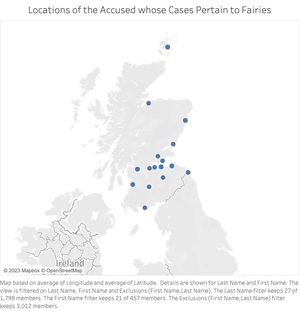 Locations of the Accused whose Cases Pertain to Fairies
Ireland
© 2023 Mapbox © OpenStreetMap
Map based on average of Longitude and average of Latitude. Details are shown for Last Name and First Name. The
view is filtered on Last Name, First Name and Exclusions (First Name,Last Name). The Last Name filter keeps 27 of
1,798 members. The First Name filter keeps 21 of 457 members. The Exclusions (First Name,Last Name) filter
keeps 3,012 members.